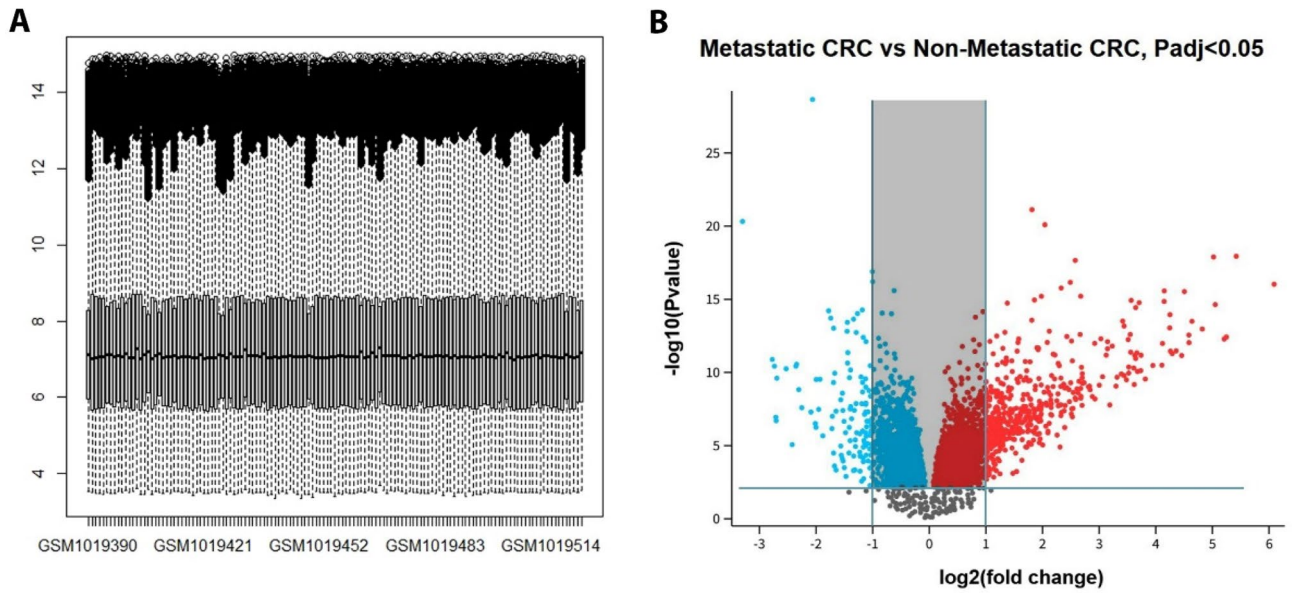 A
14
12
10
8
6
4
GSM1019390 GSM1019421 GSM1019452 GSM1019483 GSM1019514
B
Metastatic CRC vs Non-Metastatic CRC, Padj<0.05
-log10(Pvalue)
25
20
15
10
5
0
-3 -2 -1 0 1 2 3 4 5 6
log2(fold change)